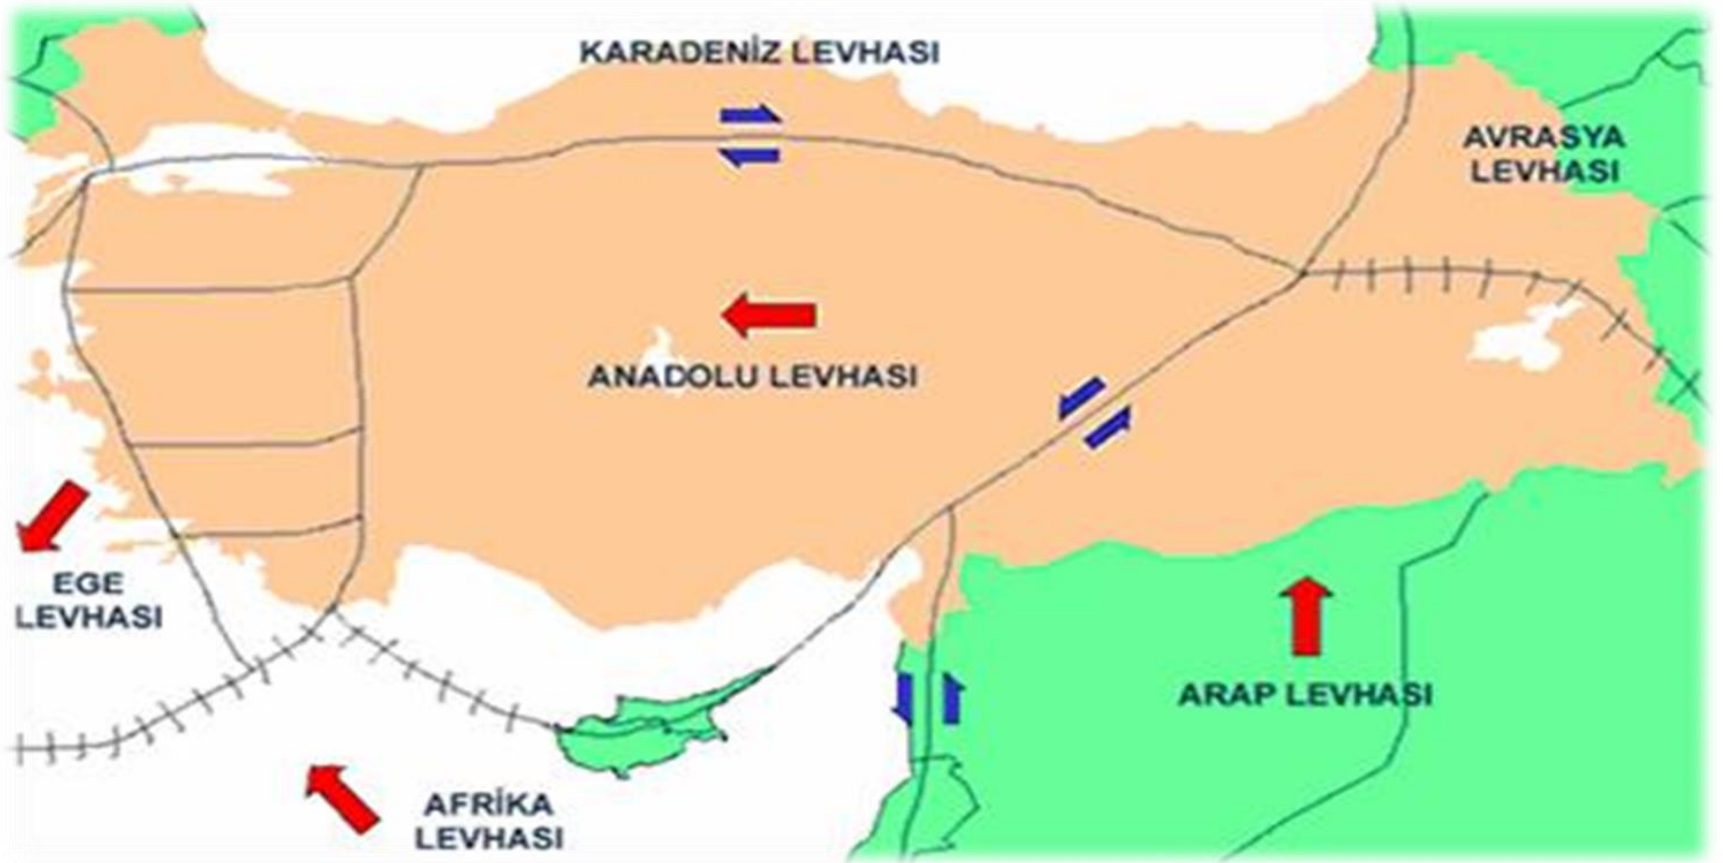 KARADENİZ LEVHASI
AVRASYA
LEVHASI
ANADOLU LEVHASI
EGE
LEVHASI
ARAP LEVHASI
AFRİKA
LEVHASI